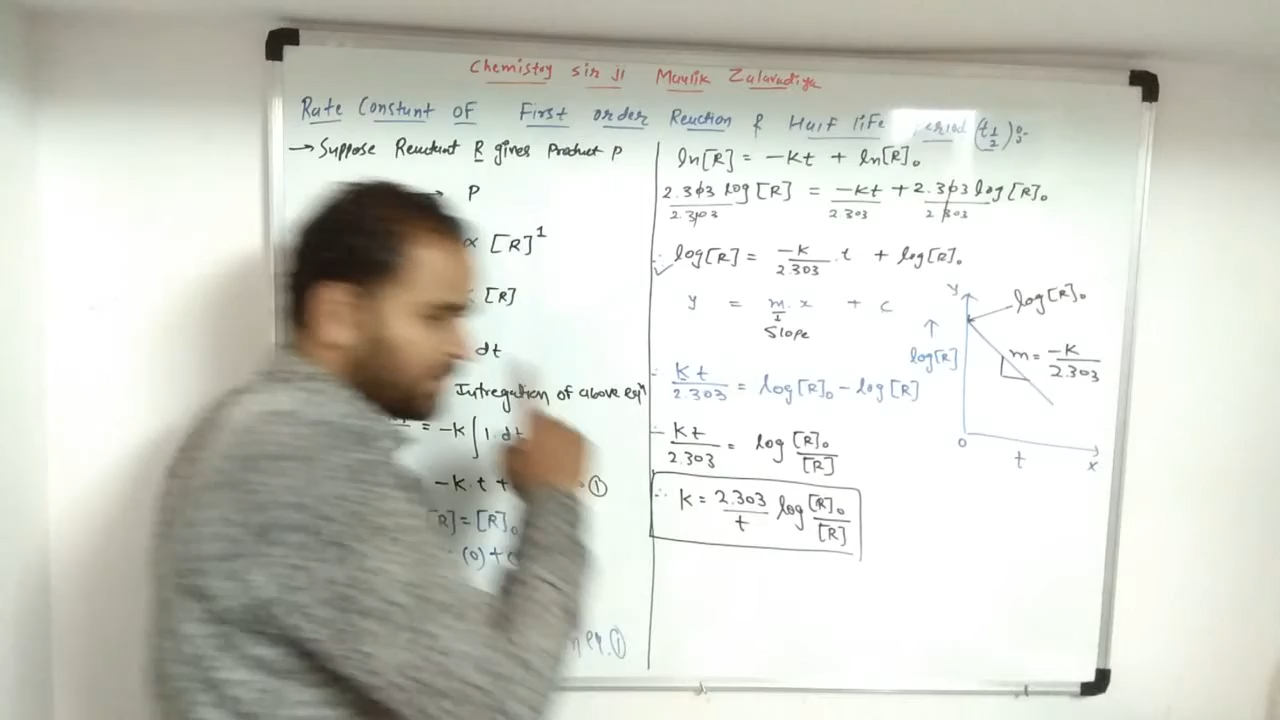 Chemistry sir ji Maulik Zalavadiya
Rate Constant OF First order Reaction & Half life period (t1/2):-
→ Suppose Reactant R gives Product P
→ P
∝ [R]¹
[R]
dt
Intregation of above eqⁿ
= -K ∫ 1. dt
-K. t + ①
[R] = [R]₀
(0) +
eq. ①
ln[R] = -Kt + ln[R]₀
2.303 log[R] / 2.303 = -Kt / 2.303 + 2.303 log[R]₀ / 2.303
∴ log[R] = -K/2.303 . t + log[R]₀
y = m. x + c
Slope
∴ Kt/2.303 = log[R]₀ - log[R]
∴ Kt/2.303 = log [R]₀/[R]
∴ K = 2.303/t log [R]₀/[R]
y
log[R]₀
↑
log[R]
m = -K/2.303
0
t
x